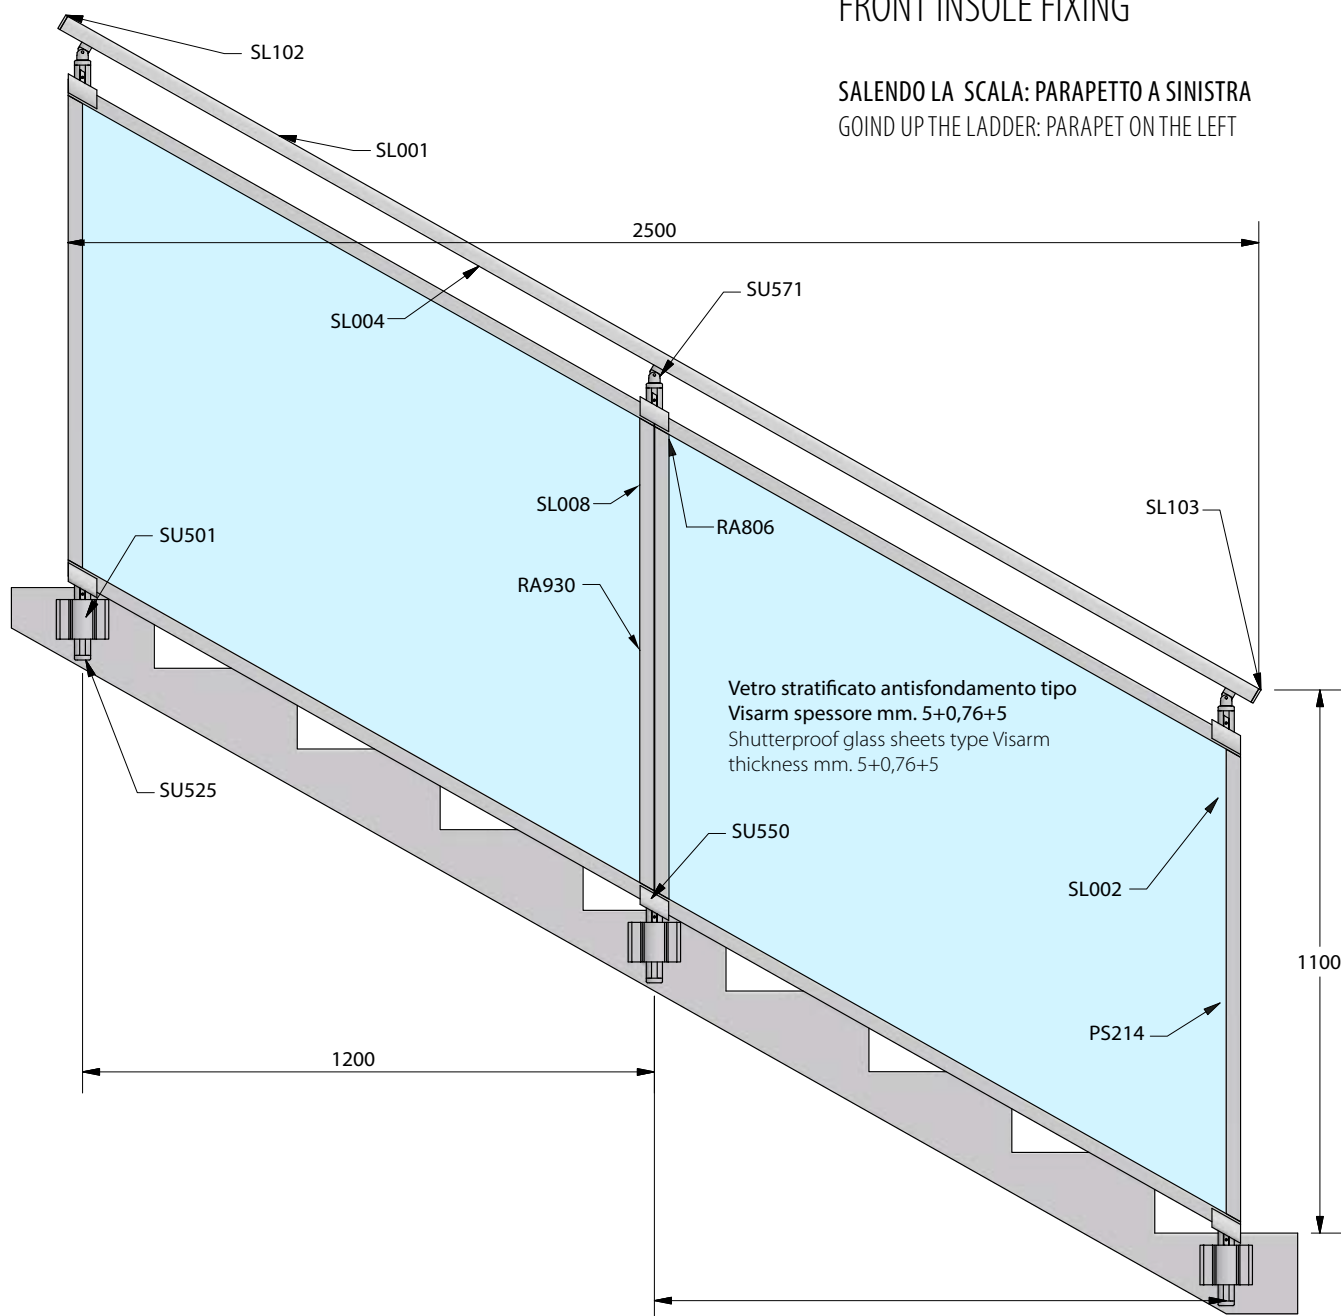 FRONT INSOLE FIXING
SALENDO LA SCALA: PARAPETTO A SINISTRA
GOIND UP THE LADDER: PARAPET ON THE LEFT
SL102
SL001
2500
SU571
SL004
SL008
RA806
SL103
SU501
RA930
Vetro stratificato antisfondamento tipo
Visarm spessore mm. 5+0,76+5
Shutterproof glass sheets type Visarm
thickness mm. 5+0,76+5
SU525
SU550
SL002
1100
PS214
1200